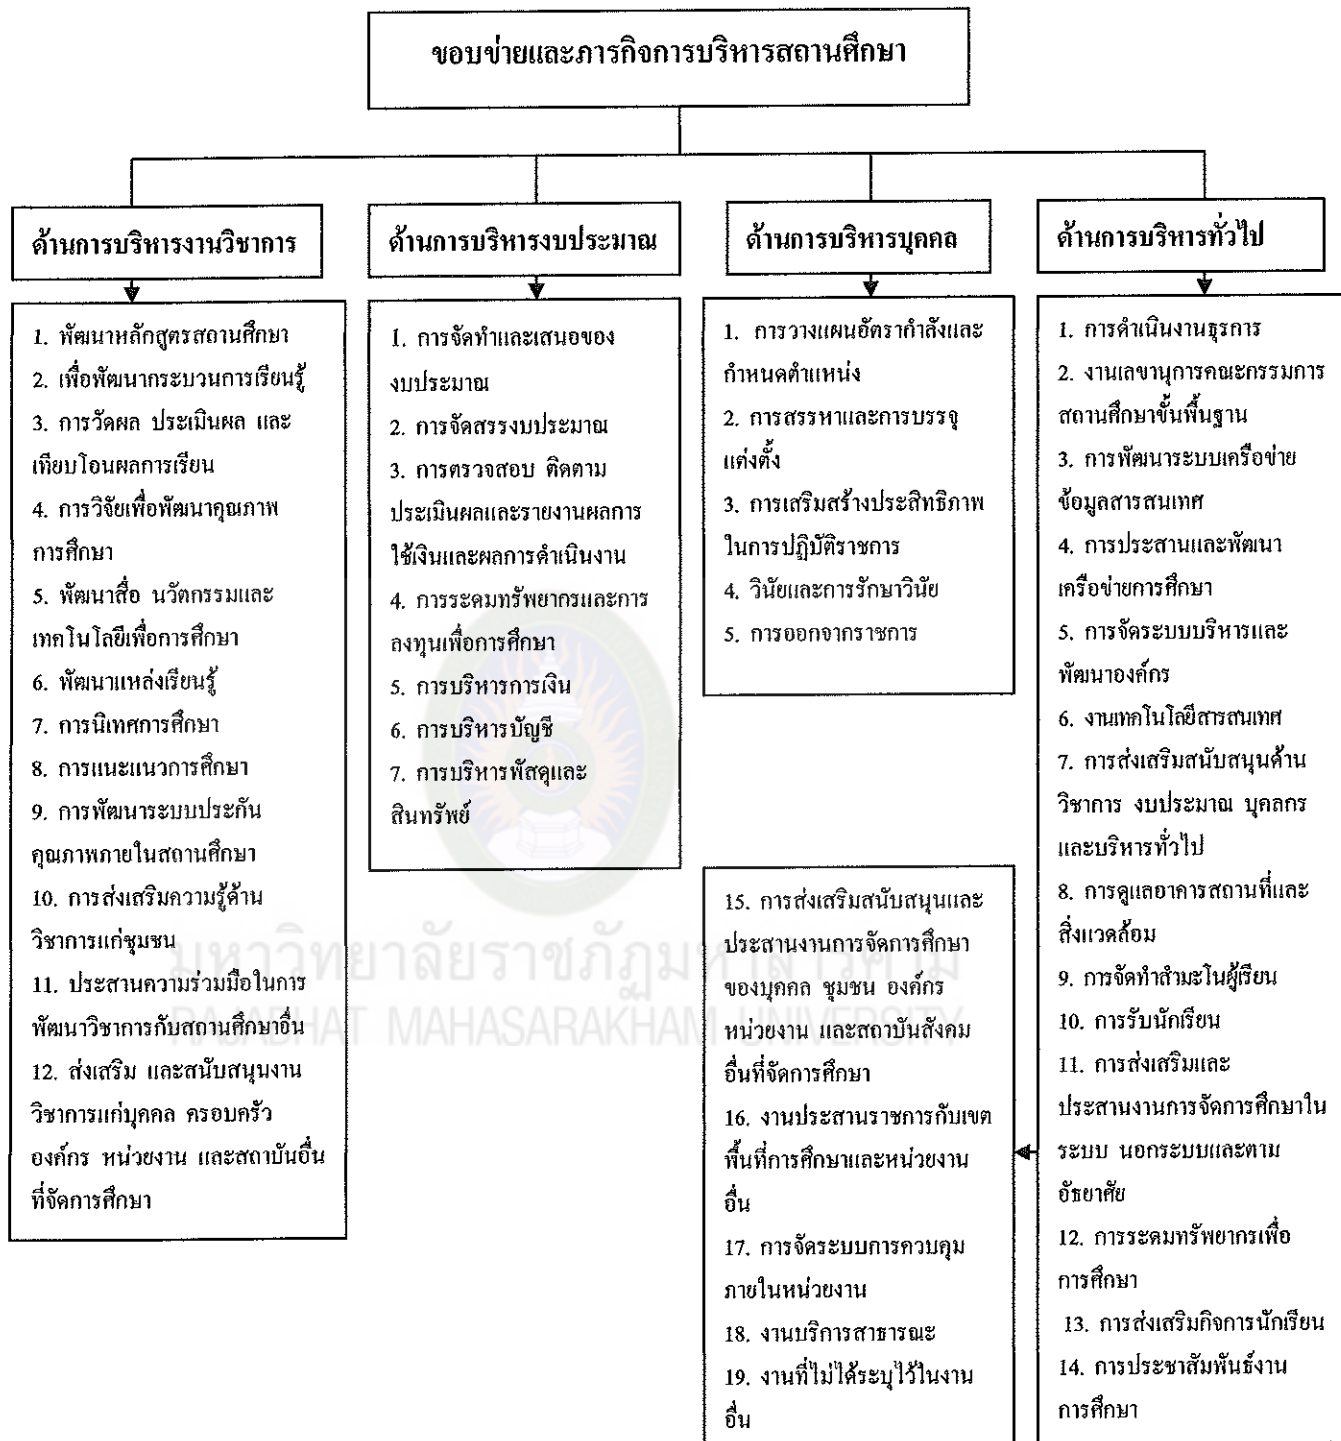 ขอบข่ายและภารกิจการบริหารสถานศึกษา
ด้านการบริหารงานวิชาการ
1. พัฒนาหลักสูตรสถานศึกษา
2. เพื่อพัฒนากระบวนการเรียนรู้
3. การวัดผล ประเมินผล และ
เทียบโอนผลการเรียน
4. การวิจัยเพื่อพัฒนาคุณภาพ
การศึกษา
5. พัฒนาสื่อ นวัตกรรมและ
เทคโนโลยีเพื่อการศึกษา
6. พัฒนาแหล่งเรียนรู้
7. การนิเทศการศึกษา
8. การแนะแนวการศึกษา
9. การพัฒนาระบบประกัน
คุณภาพภายในสถานศึกษา
10. การส่งเสริมความรู้ด้าน
วิชาการแก่ชุมชน
11. ประสานความร่วมมือในการ
พัฒนาวิชาการกับสถานศึกษาอื่น
12. ส่งเสริม และสนับสนุนงาน
วิชาการแก่บุคคล ครอบครัว
องค์กร หน่วยงาน และสถาบันอื่น
ที่จัดการศึกษา
ด้านการบริหารงบประมาณ
1. การจัดทำและเสนอของ
งบประมาณ
2. การจัดสรรงบประมาณ
3. การตรวจสอบ ติดตาม
ประเมินผลและรายงานผลการ
ใช้เงินและผลการดำเนินงาน
4. การระดมทรัพยากรและการ
ลงทุนเพื่อการศึกษา
5. การบริหารการเงิน
6. การบริหารบัญชี
7. การบริหารพัสดุและ
สินทรัพย์
ด้านการบริหารบุคคล
1. การวางแผนอัตรากำลังและ
กำหนดตำแหน่ง
2. การสรรหาและการบรรจุ
แต่งตั้ง
3. การเสริมสร้างประสิทธิภาพ
ในการปฏิบัติราชการ
4. วินัยและการรักษาวินัย
5. การออกจากราชการ
ด้านการบริหารทั่วไป
1. การดำเนินงานธุรการ
2. งานเลขานุการคณะกรรมการ
สถานศึกษาขั้นพื้นฐาน
3. การพัฒนาระบบเครือข่าย
ข้อมูลสารสนเทศ
4. การประสานและพัฒนา
เครือข่ายการศึกษา
5. การจัดระบบบริหารและ
พัฒนาองค์กร
6. งานเทคโนโลยีสารสนเทศ
7. การส่งเสริมสนับสนุนด้าน
วิชาการ งบประมาณ บุคลกร
และบริหารทั่วไป
8. การดูแลอาคารสถานที่และ
สิ่งแวดล้อม
9. การจัดทำสำมะโนผู้เรียน
10. การรับนักเรียน
11. การส่งเสริมและ
ประสานงานการจัดการศึกษาใน
ระบบ นอกระบบและตาม
อัธยาศัย
12. การระดมทรัพยากรเพื่อ
การศึกษา
13. การส่งเสริมกิจการนักเรียน
14. การประชาสัมพันธ์งาน
การศึกษา
15. การส่งเสริมสนับสนุนและ
ประสานงานการจัดการศึกษา
ของบุคคล ชุมชน องค์กร
หน่วยงาน และสถาบันสังคม
อื่นที่จัดการศึกษา
16. งานประสานราชการกับเขต
พื้นที่การศึกษาและหน่วยงาน
อื่น
17. การจัดระบบการควบคุม
ภายในหน่วยงาน
18. งานบริการสาธารณะ
19. งานที่ไม่ได้ระบุไว้ในงาน
อื่น
มหาวิทยาลัยราชภัฏมหาสารคาม
RAJABHAT MAHASARAKHAM UNIVERSITY